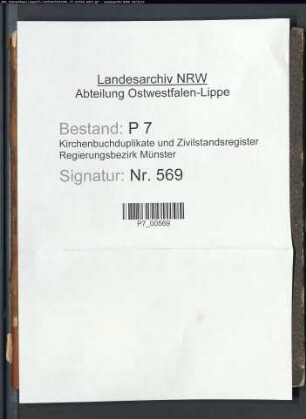 Landesarchiv NRW
Abteilung Ostwestfalen-Lippe
Bestand: P 7
Kirchenbuchduplikate und Zivilstandsregister
Regierungsbezirk Münster
Signatur: Nr. 569
P7_00569